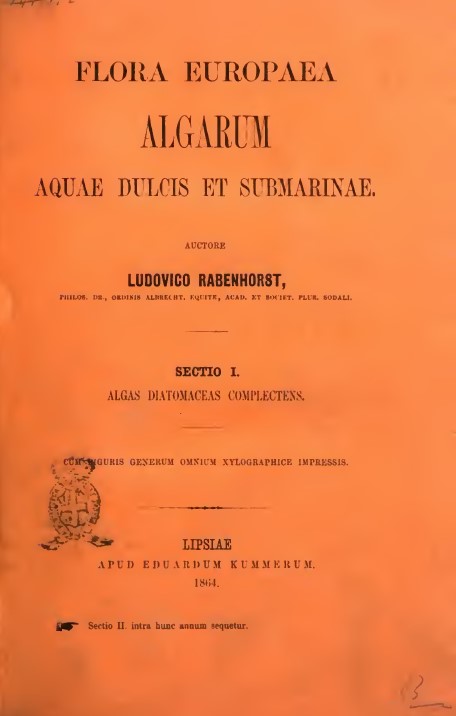 FLORA EUROPAEA
ALGARUM
AQUAE DULCIS ET SUBMARINAE.
AUCTORE
LUDOVICO RABENHORST,
PHILOS. DR., ORDINIS ALBRECHT. EQUITE, ACAD. ET SOCIET. PLUR. SODALI.
SECTIO I.
ALGAS DIATOMACEAS COMPLECTENS.
CUM FIGURIS GENERUM OMNIUM XYLOGRAPHICE IMPRESSIS.
LIPSIAE
APUD EDUARDUM KUMMERUM.
1864.
Sectio II. intra hunc annum sequetur.